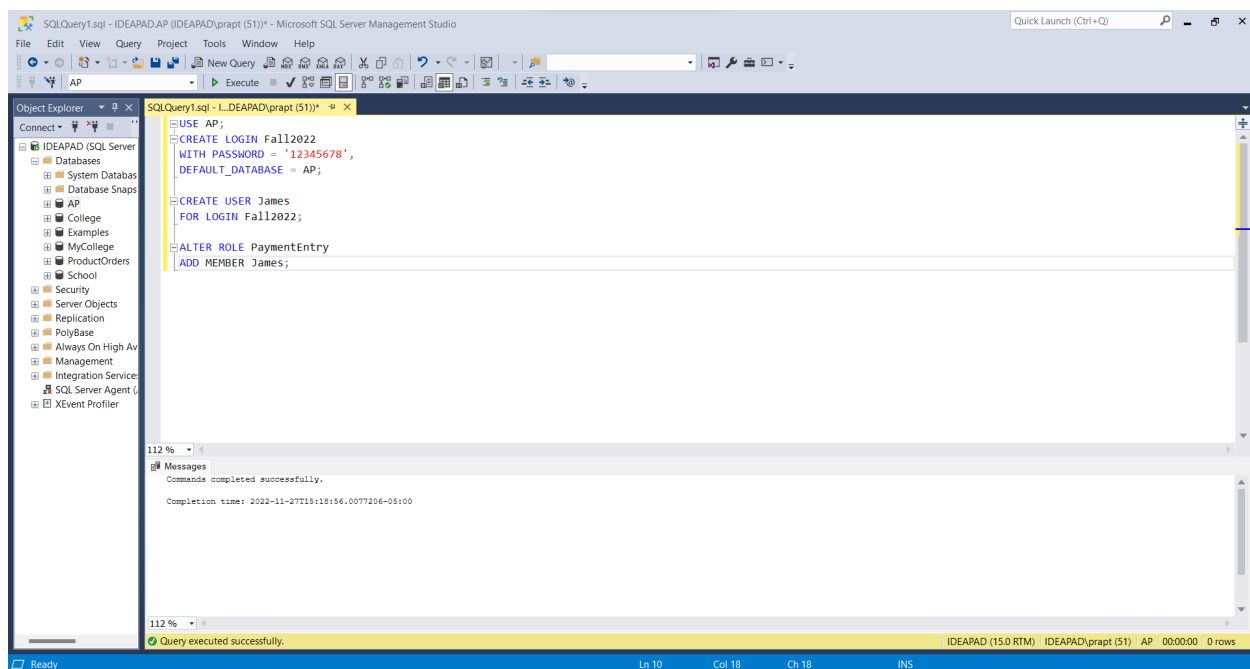 SQLQuery1.sql - IDEAPAD.AP (IDEAPAD\prapt (51))* - Microsoft SQL Server Management Studio
Quick Launch (Ctrl+Q)
File Edit View Query Project Tools Window Help
New Query
AP
Execute
Object Explorer
SQLQuery1.sql - I...DEAPAD\prapt (51))*
Connect
IDEAPAD (SQL Server
Databases
System Databas
Database Snaps
AP
College
Examples
MyCollege
ProductOrders
School
Security
Server Objects
Replication
PolyBase
Always On High Av
Management
Integration Service
SQL Server Agent (
XEvent Profiler
USE AP;
CREATE LOGIN Fall2022
WITH PASSWORD = '12345678',
DEFAULT_DATABASE = AP;
CREATE USER James
FOR LOGIN Fall2022;
ALTER ROLE PaymentEntry
ADD MEMBER James;
112 %
Messages
Commands completed successfully.
Completion time: 2022-11-27T15:18:56.0077206-05:00
112 %
Query executed successfully.
IDEAPAD (15.0 RTM) IDEAPAD\prapt (51) AP 00:00:00 0 rows
Ready Ln 10 Col 18 Ch 18 INS